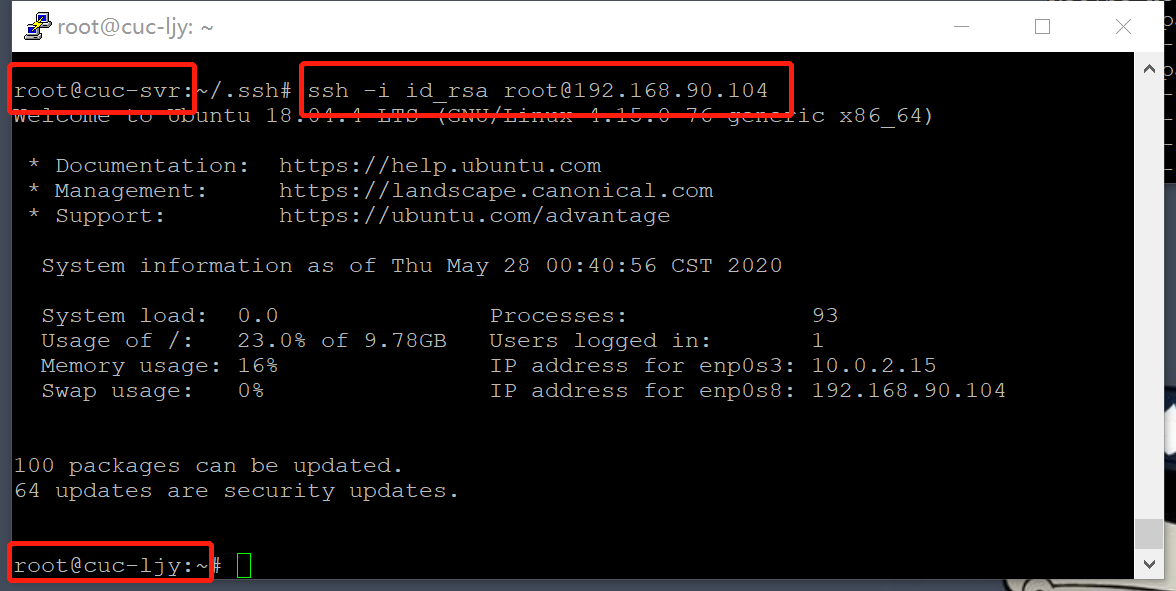 root@cuc-ljy: ~
root@cuc-svr:~/.ssh# ssh -i id_rsa root@192.168.90.104
Welcome to Ubuntu 18.04.4 LTS (GNU/Linux 4.15.0-76-generic x86_64)
* Documentation: https://help.ubuntu.com
* Management: https://landscape.canonical.com
* Support: https://ubuntu.com/advantage
System information as of Thu May 28 00:40:56 CST 2020
System load: 0.0 Processes: 93
Usage of /: 23.0% of 9.78GB Users logged in: 1
Memory usage: 16% IP address for enp0s3: 10.0.2.15
Swap usage: 0% IP address for enp0s8: 192.168.90.104
100 packages can be updated.
64 updates are security updates.
root@cuc-ljy:~#